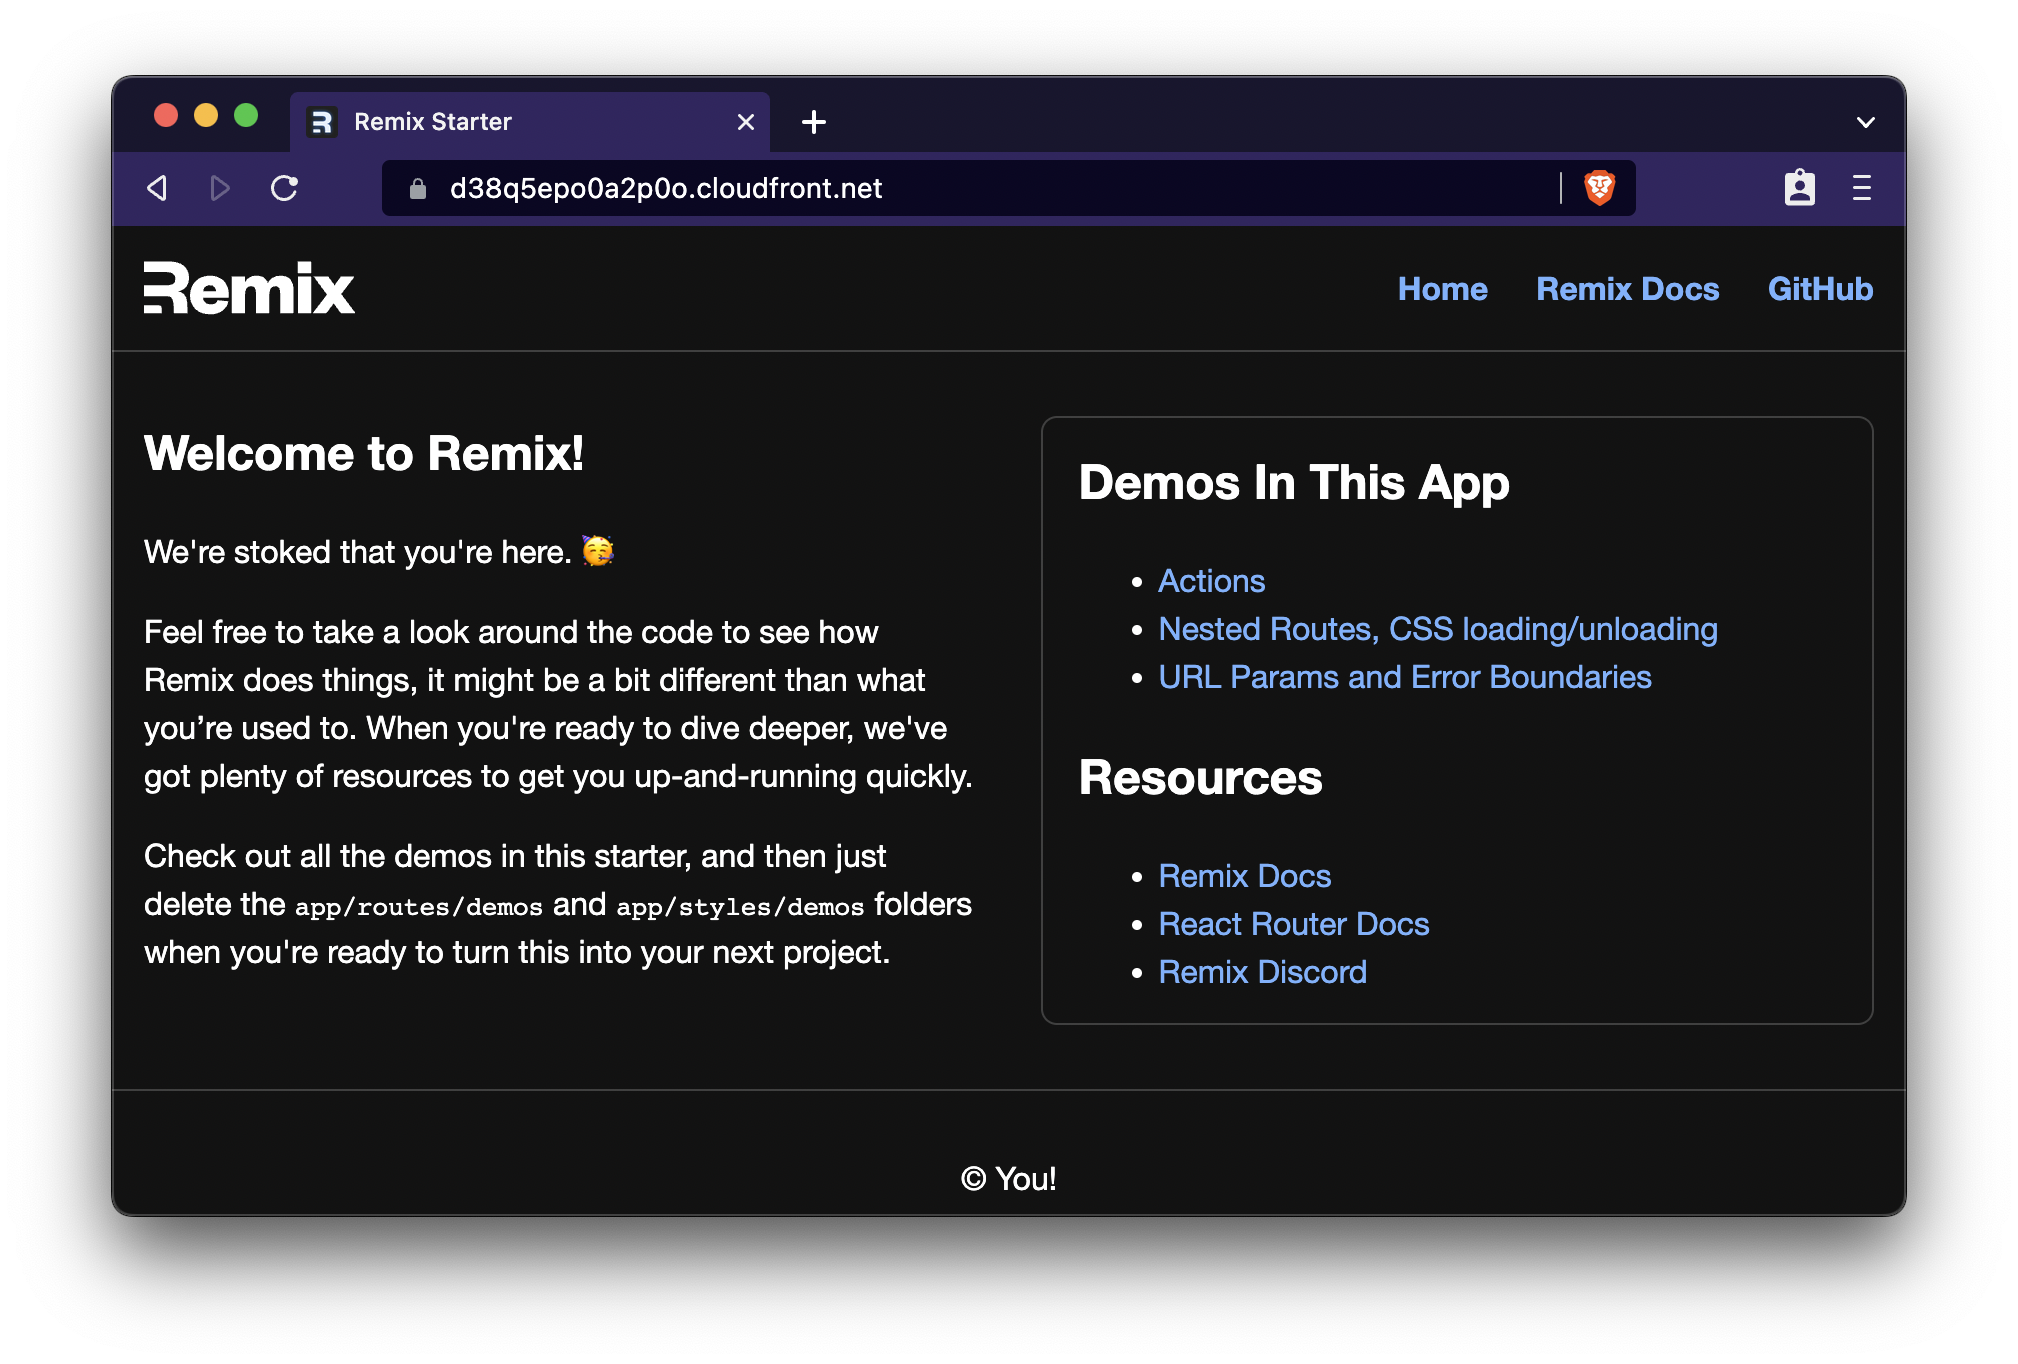 Remix Starter
d38q5epo0a2p0o.cloudfront.net
Remix
Home Remix Docs GitHub
Welcome to Remix!
We're stoked that you're here. 🥳
Feel free to take a look around the code to see how
Remix does things, it might be a bit different than what
you’re used to. When you're ready to dive deeper, we've
got plenty of resources to get you up-and-running quickly.
Check out all the demos in this starter, and then just
delete the app/routes/demos and app/styles/demos folders
when you're ready to turn this into your next project.
Demos In This App
• Actions
• Nested Routes, CSS loading/unloading
• URL Params and Error Boundaries
Resources
• Remix Docs
• React Router Docs
• Remix Discord
© You!